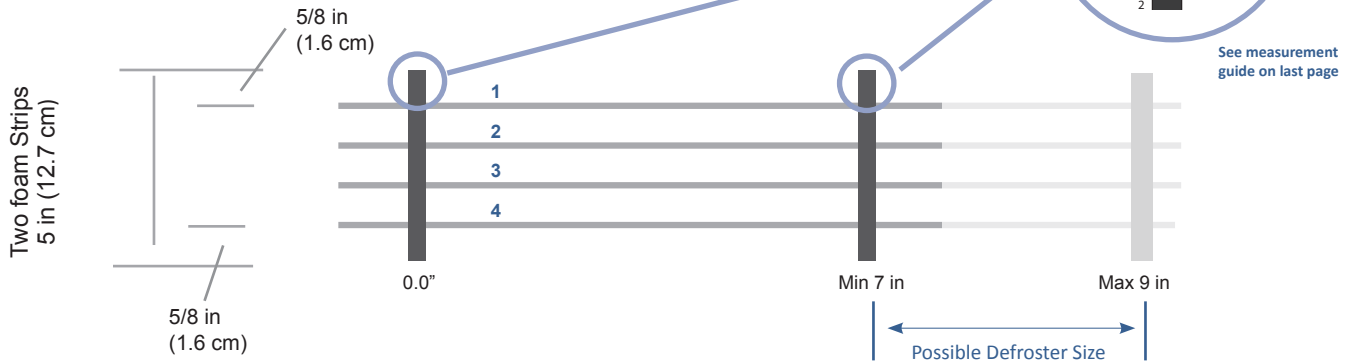 2
5/8 in
(1.6 cm)
See measurement
guide on last page
Two foam Strips
5 in (12.7 cm)
1
2
3
4
0.0”
Min 7 in
Max 9 in
5/8 in
(1.6 cm)
Possible Defroster Size